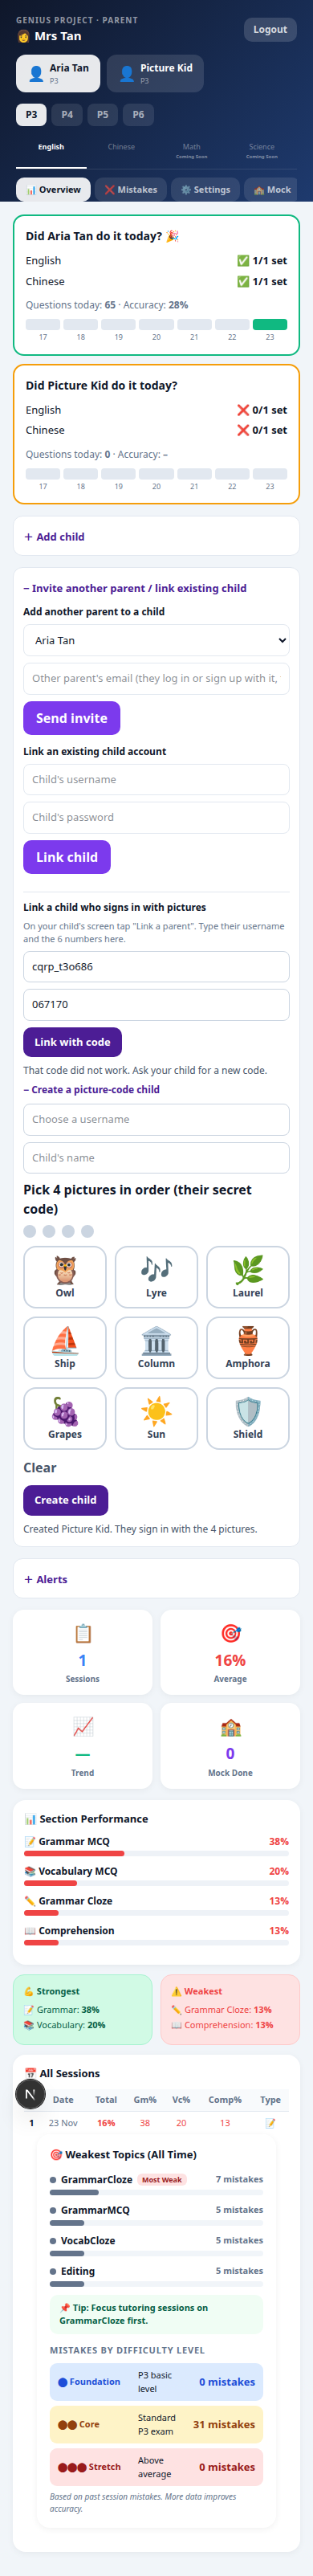 GENIUS PROJECT · PARENT
👩 Mrs Tan
Logout
👤 Aria Tan
P3
👤 Picture Kid
P3
P3 P4 P5 P6
English Chinese Math Science
Coming Soon Coming Soon
📊 Overview ❌ Mistakes ⚙️ Settings 🏫 Mock
Did Aria Tan do it today? 🎉
English ✅ 1/1 set
Chinese ✅ 1/1 set
Questions today: 65 · Accuracy: 28%
17 18 19 20 21 22 23
Did Picture Kid do it today?
English ❌ 0/1 set
Chinese ❌ 0/1 set
Questions today: 0 · Accuracy: –
17 18 19 20 21 22 23
+ Add child
− Invite another parent / link existing child
Add another parent to a child
Aria Tan
Other parent's email (they log in or sign up with it,
Send invite
Link an existing child account
Child's username
Child's password
Link child
Link a child who signs in with pictures
On your child's screen tap "Link a parent". Type their username
and the 6 numbers here.
cqrp_t3o686
067170
Link with code
That code did not work. Ask your child for a new code.
− Create a picture-code child
Choose a username
Child's name
Pick 4 pictures in order (their secret
code)
Owl Lyre Laurel
Ship Column Amphora
Grapes Sun Shield
Clear
Create child
Created Picture Kid. They sign in with the 4 pictures.
+ Alerts
1
Sessions
16%
Average
—
Trend
0
Mock Done
📊 Section Performance
📝 Grammar MCQ 38%
📚 Vocabulary MCQ 20%
✏️ Grammar Cloze 13%
📖 Comprehension 13%
💪 Strongest
📝 Grammar: 38%
📚 Vocabulary: 20%
⚠️ Weakest
✏️ Grammar Cloze: 13%
📖 Comprehension: 13%
📅 All Sessions
N
Date Total Gm% Vc% Comp% Type
1 23 Nov 16% 38 20 13 📝
🎯 Weakest Topics (All Time)
GrammarCloze Most Weak 7 mistakes
GrammarMCQ 5 mistakes
VocabCloze 5 mistakes
Editing 5 mistakes
📌 Tip: Focus tutoring sessions on
GrammarCloze first.
MISTAKES BY DIFFICULTY LEVEL
Foundation P3 basic level 0 mistakes
Core Standard P3 exam 31 mistakes
Stretch Above average 0 mistakes
Based on past session mistakes. More data improves
accuracy.